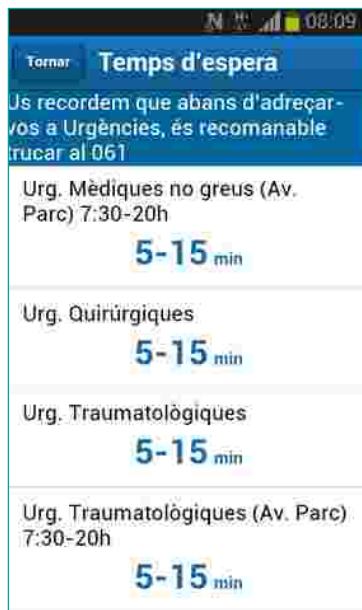 08:09
Tornar Temps d'espera
Us recordem que abans d'adreçar-
vos a Urgències, és recomanable
trucar al 061
Urg. Mèdiques no greus (Av.
Parc) 7:30-20h
5-15 min
Urg. Quirúrgiques
5-15 min
Urg. Traumatològiques
5-15 min
Urg. Traumatològiques (Av. Parc)
7:30-20h
5-15 min